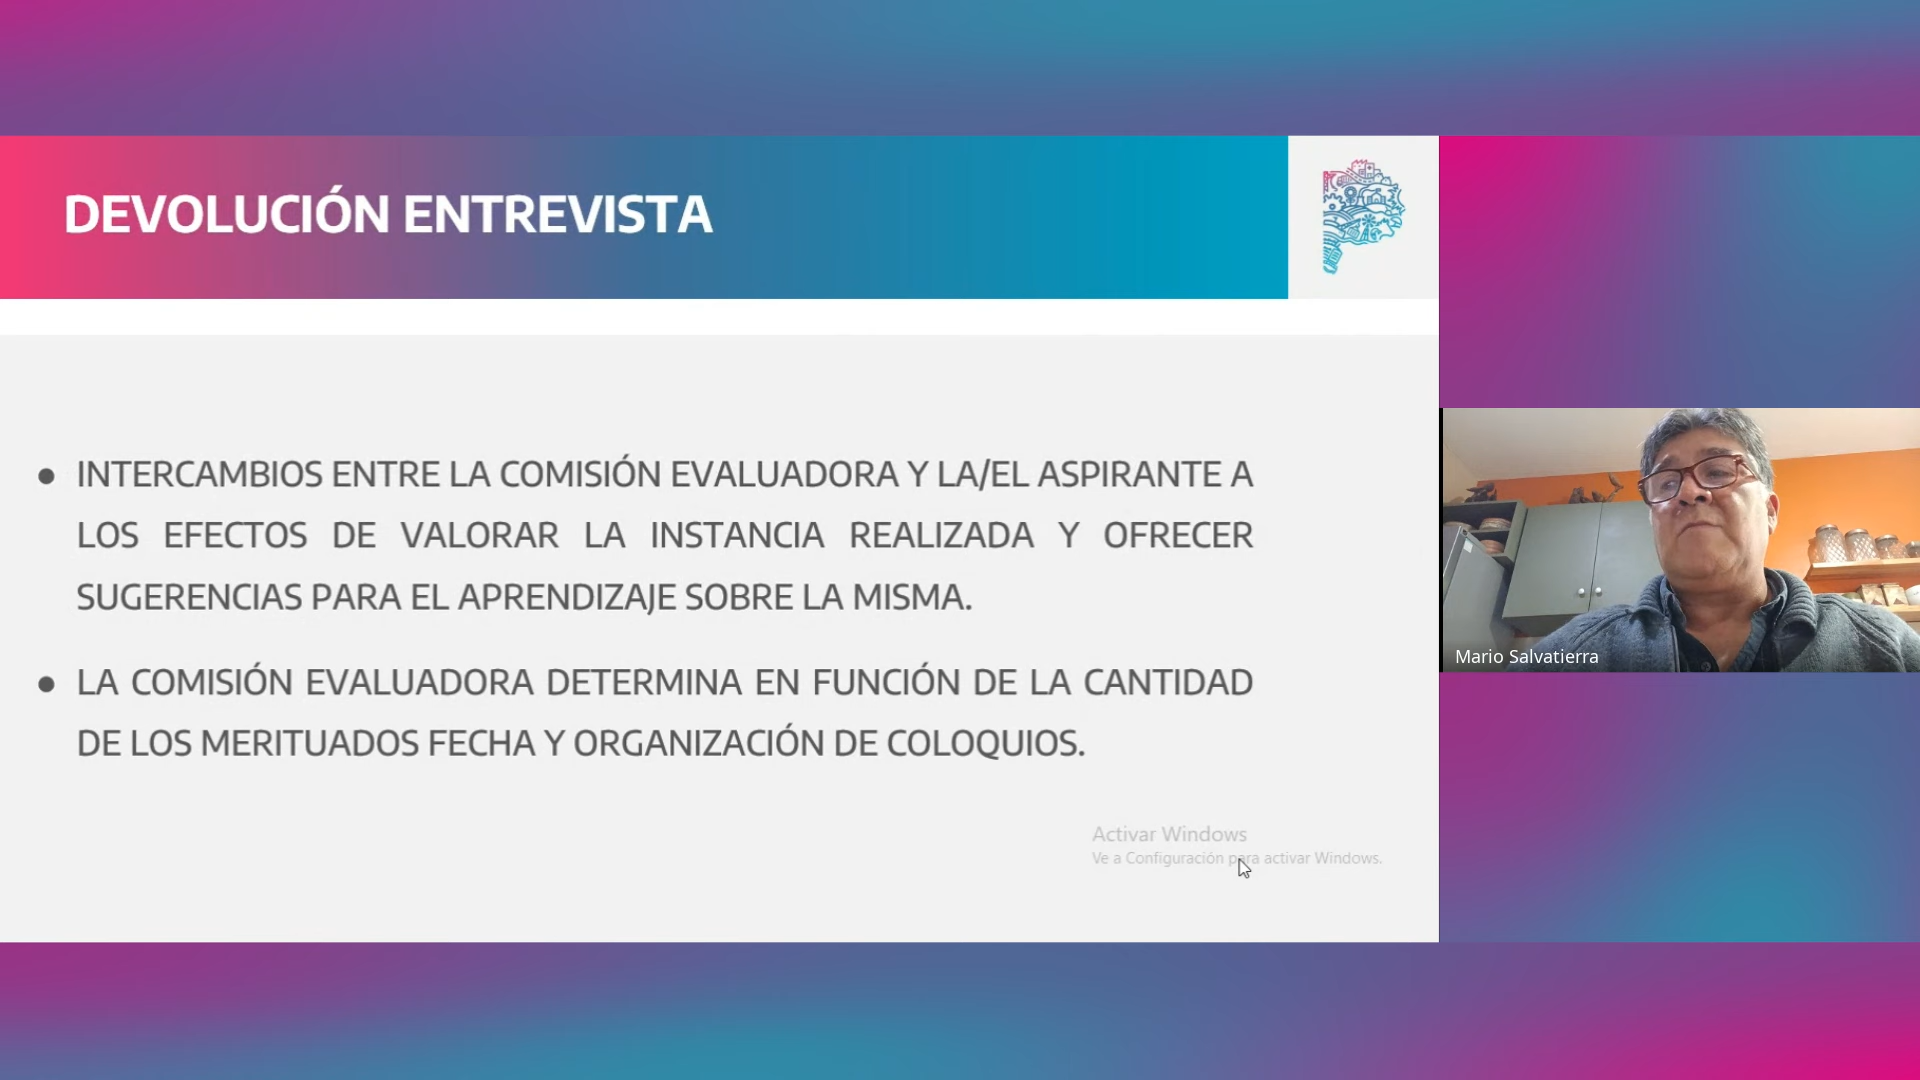 DEVOLUCIÓN ENTREVISTA
● INTERCAMBIOS ENTRE LA COMISIÓN EVALUADORA Y LA/EL ASPIRANTE A
LOS EFECTOS DE VALORAR LA INSTANCIA REALIZADA Y OFRECER
SUGERENCIAS PARA EL APRENDIZAJE SOBRE LA MISMA.
● LA COMISIÓN EVALUADORA DETERMINA EN FUNCIÓN DE LA CANTIDAD
DE LOS MERITUADOS FECHA Y ORGANIZACIÓN DE COLOQUIOS.
Activar Windows
Ve a Configuración para activar Windows.
Mario Salvatierra